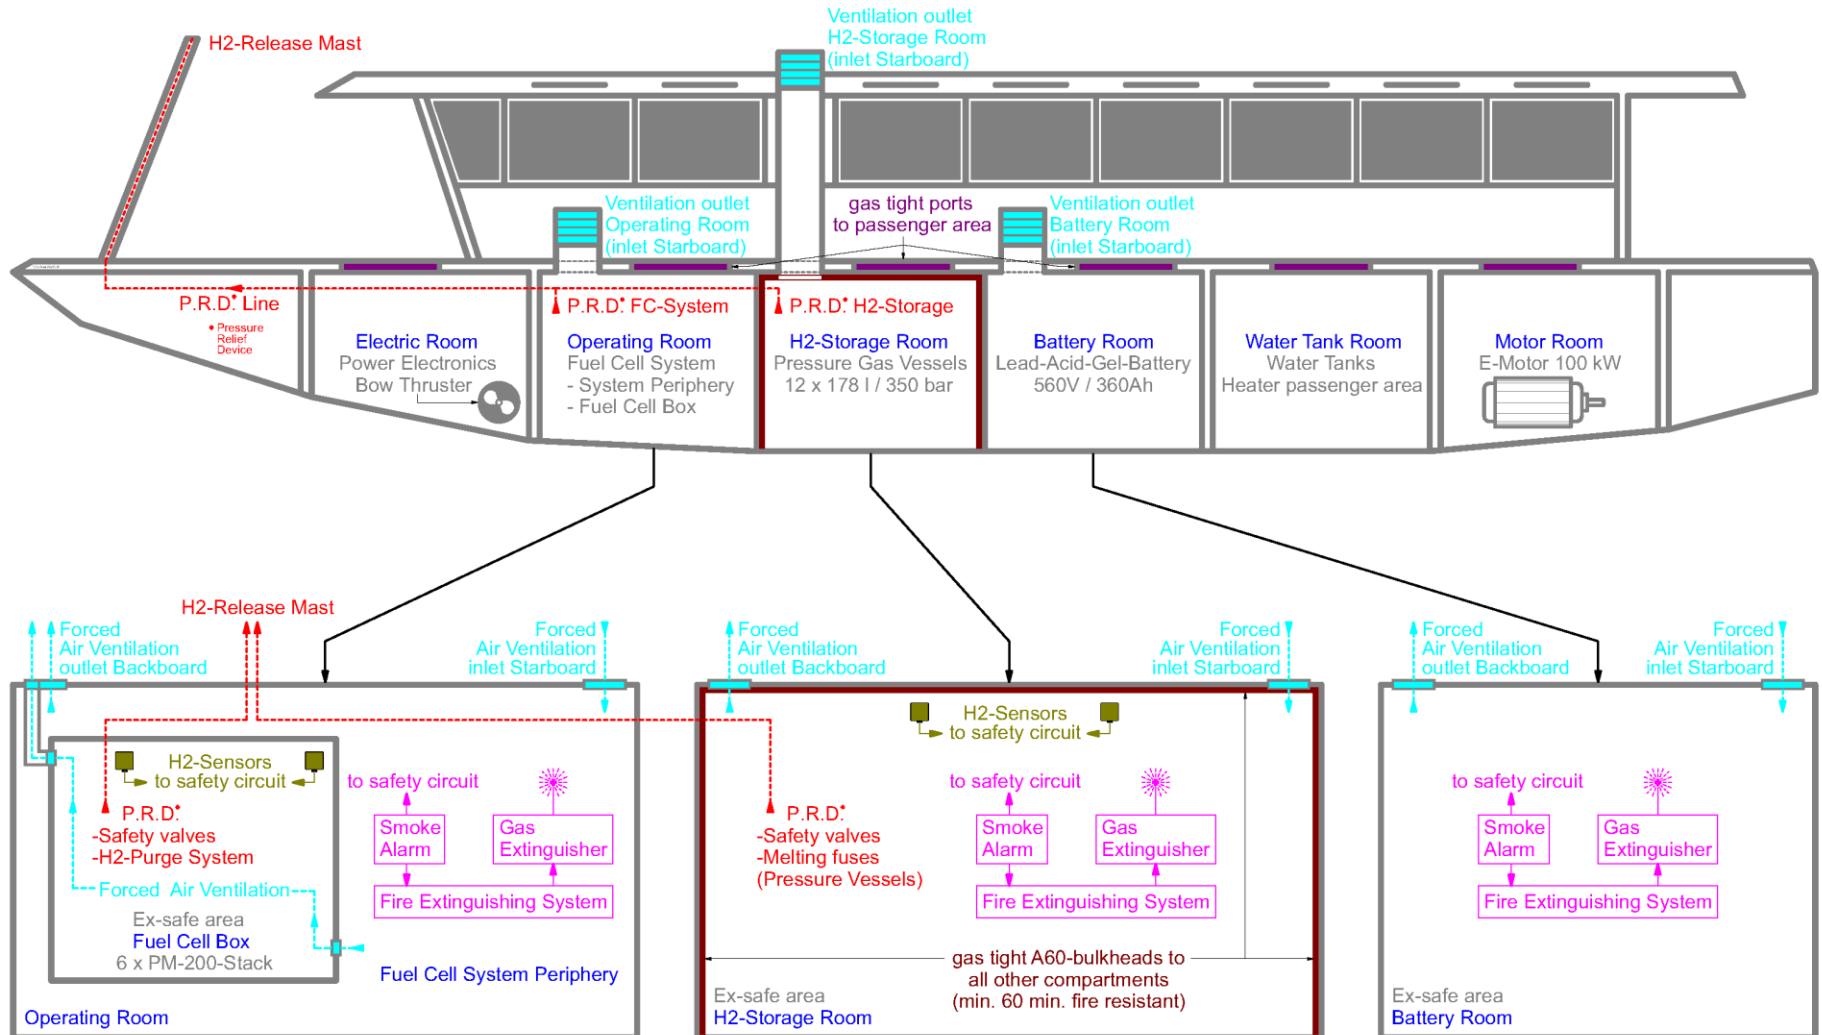 Ventilation outlet
H2-Storage Room
(inlet Starboard)
H2-Release Mast
Ventilation outlet
Operating Room
(inlet Starboard)
gas tight ports
to passenger area
Ventilation outlet
Battery Room
(inlet Starboard)
P.R.D.* Line
* Pressure
Relief
Device
P.R.D.* FC-System
P.R.D.* H2-Storage
Electric Room
Power Electronics
Bow Thruster
Operating Room
Fuel Cell System
- System Periphery
- Fuel Cell Box
H2-Storage Room
Pressure Gas Vessels
12 x 178 l / 350 bar
Battery Room
Lead-Acid-Gel-Battery
560V / 360Ah
Water Tank Room
Water Tanks
Heater passenger area
Motor Room
E-Motor 100 kW
H2-Release Mast
Forced
Air Ventilation
outlet Backboard
Forced
Air Ventilation
inlet Starboard
H2-Sensors
to safety circuit
P.R.D.*
-Safety valves
-H2-Purge System
Forced Air Ventilation
Ex-safe area
Fuel Cell Box
6 x PM-200-Stack
to safety circuit
Smoke
Alarm
Gas
Extinguisher
Fire Extinguishing System
Fuel Cell System Periphery
Operating Room
Forced
Air Ventilation
outlet Backboard
Forced
Air Ventilation
inlet Starboard
H2-Sensors
to safety circuit
P.R.D.*
-Safety valves
-Melting fuses
(Pressure Vessels)
to safety circuit
Smoke
Alarm
Gas
Extinguisher
Fire Extinguishing System
gas tight A60-bulkheads to
all other compartments
(min. 60 min. fire resistant)
Ex-safe area
H2-Storage Room
Forced
Air Ventilation
outlet Backboard
Forced
Air Ventilation
inlet Starboard
to safety circuit
Smoke
Alarm
Gas
Extinguisher
Fire Extinguishing System
Ex-safe area
Battery Room